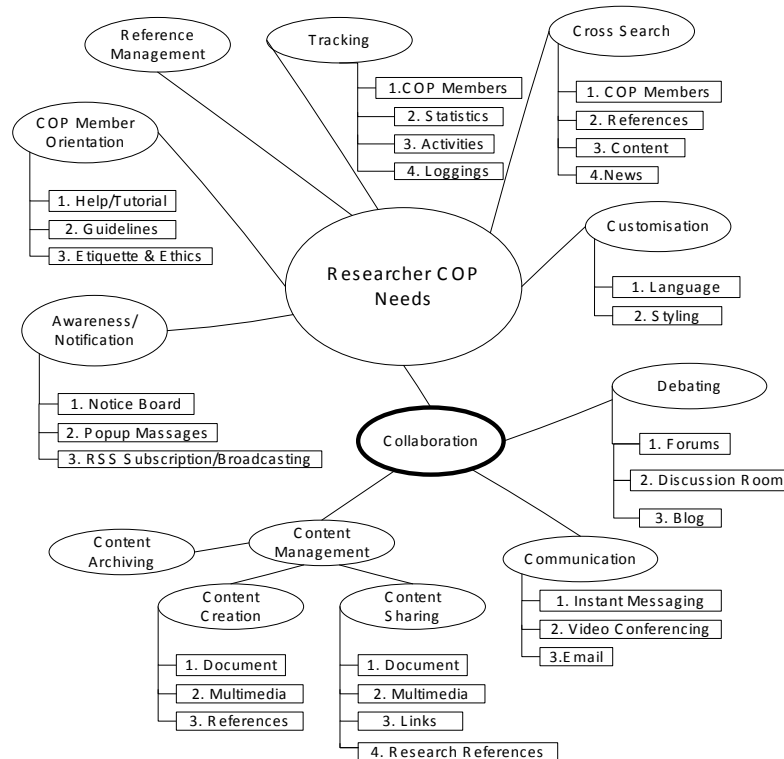 Reference
Management
Tracking
1.COP Members
2. Statistics
3. Activities
4. Loggings
Cross Search
1. COP Members
2. References
3. Content
4.News
COP Member
Orientation
1. Help/Tutorial
2. Guidelines
3. Etiquette & Ethics
Researcher COP
Needs
Customisation
1. Language
2. Styling
Awareness/
Notification
1. Notice Board
2. Popup Massages
3. RSS Subscription/Broadcasting
Collaboration
Debating
1. Forums
2. Discussion Room
3. Blog
Content
Archiving
Content
Management
Communication
1. Instant Messaging
2. Video Conferencing
3.Email
Content
Creation
1. Document
2. Multimedia
3. References
Content
Sharing
1. Document
2. Multimedia
3. Links
4. Research References